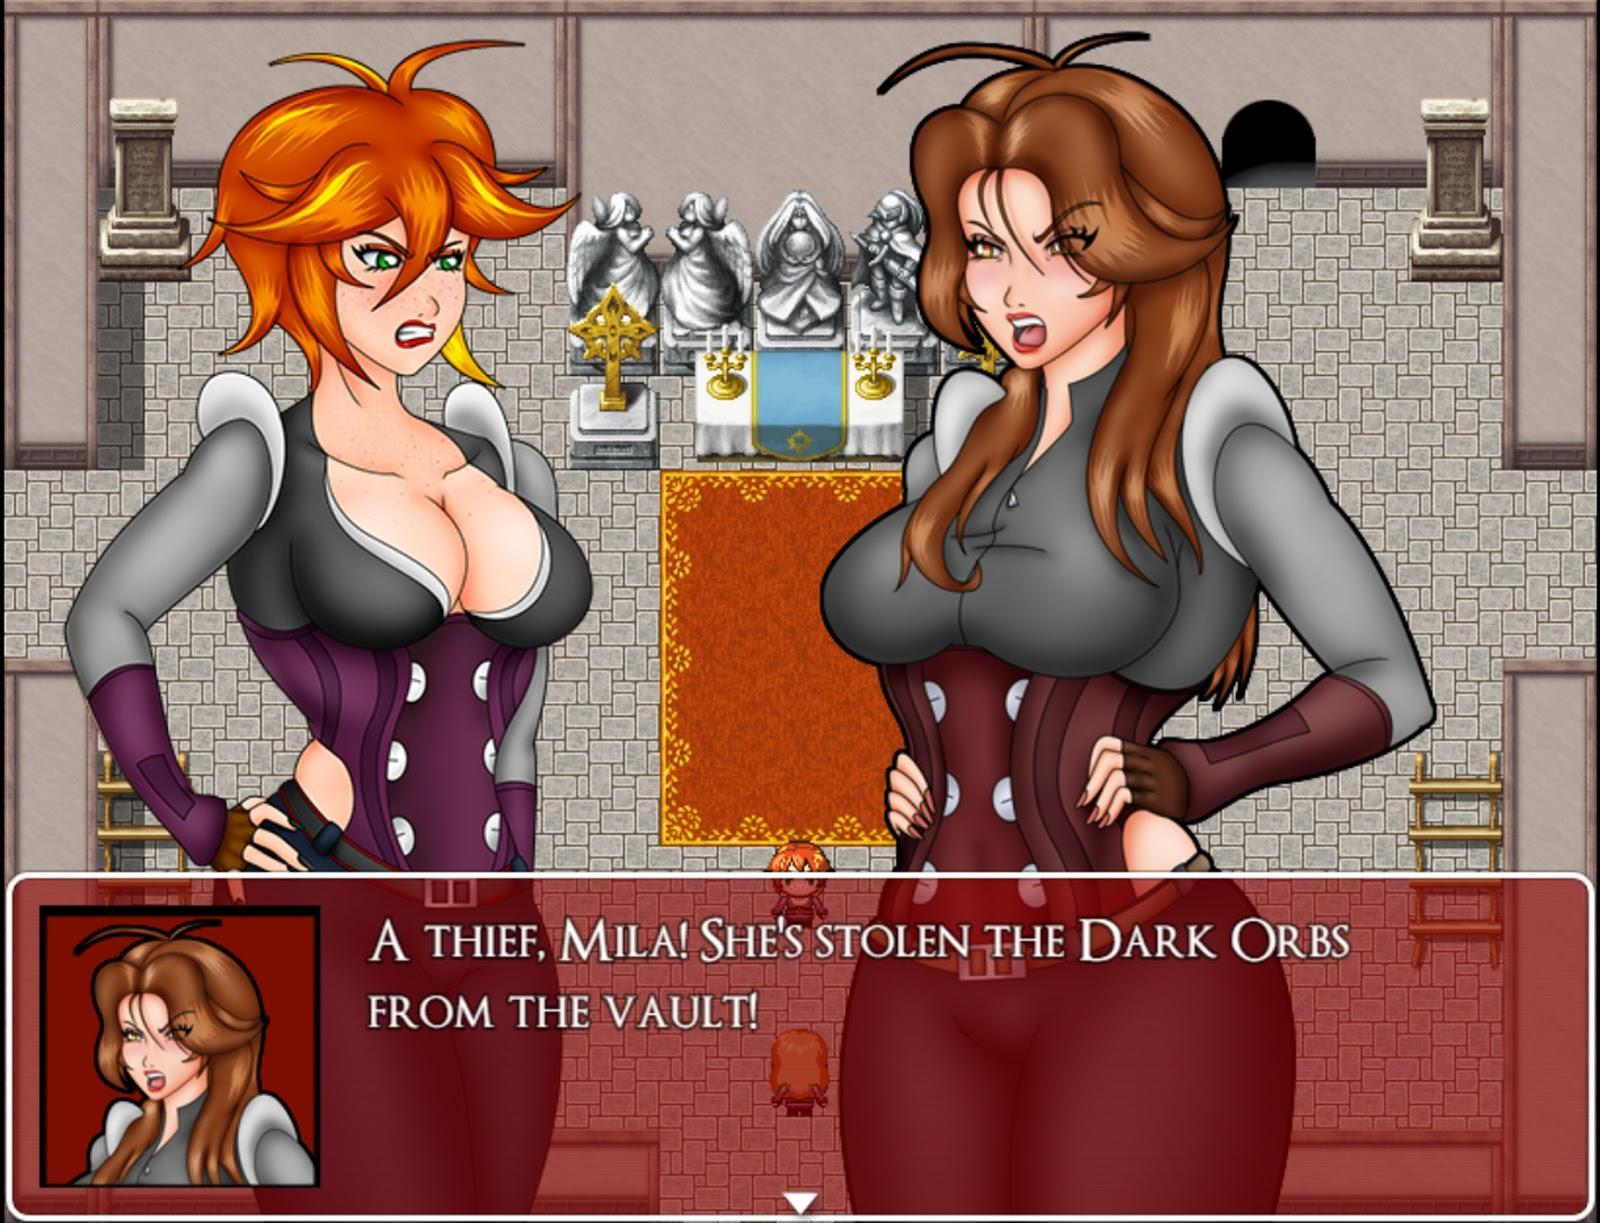 A thief, Mila! She's stolen the Dark Orbs
from the vault!